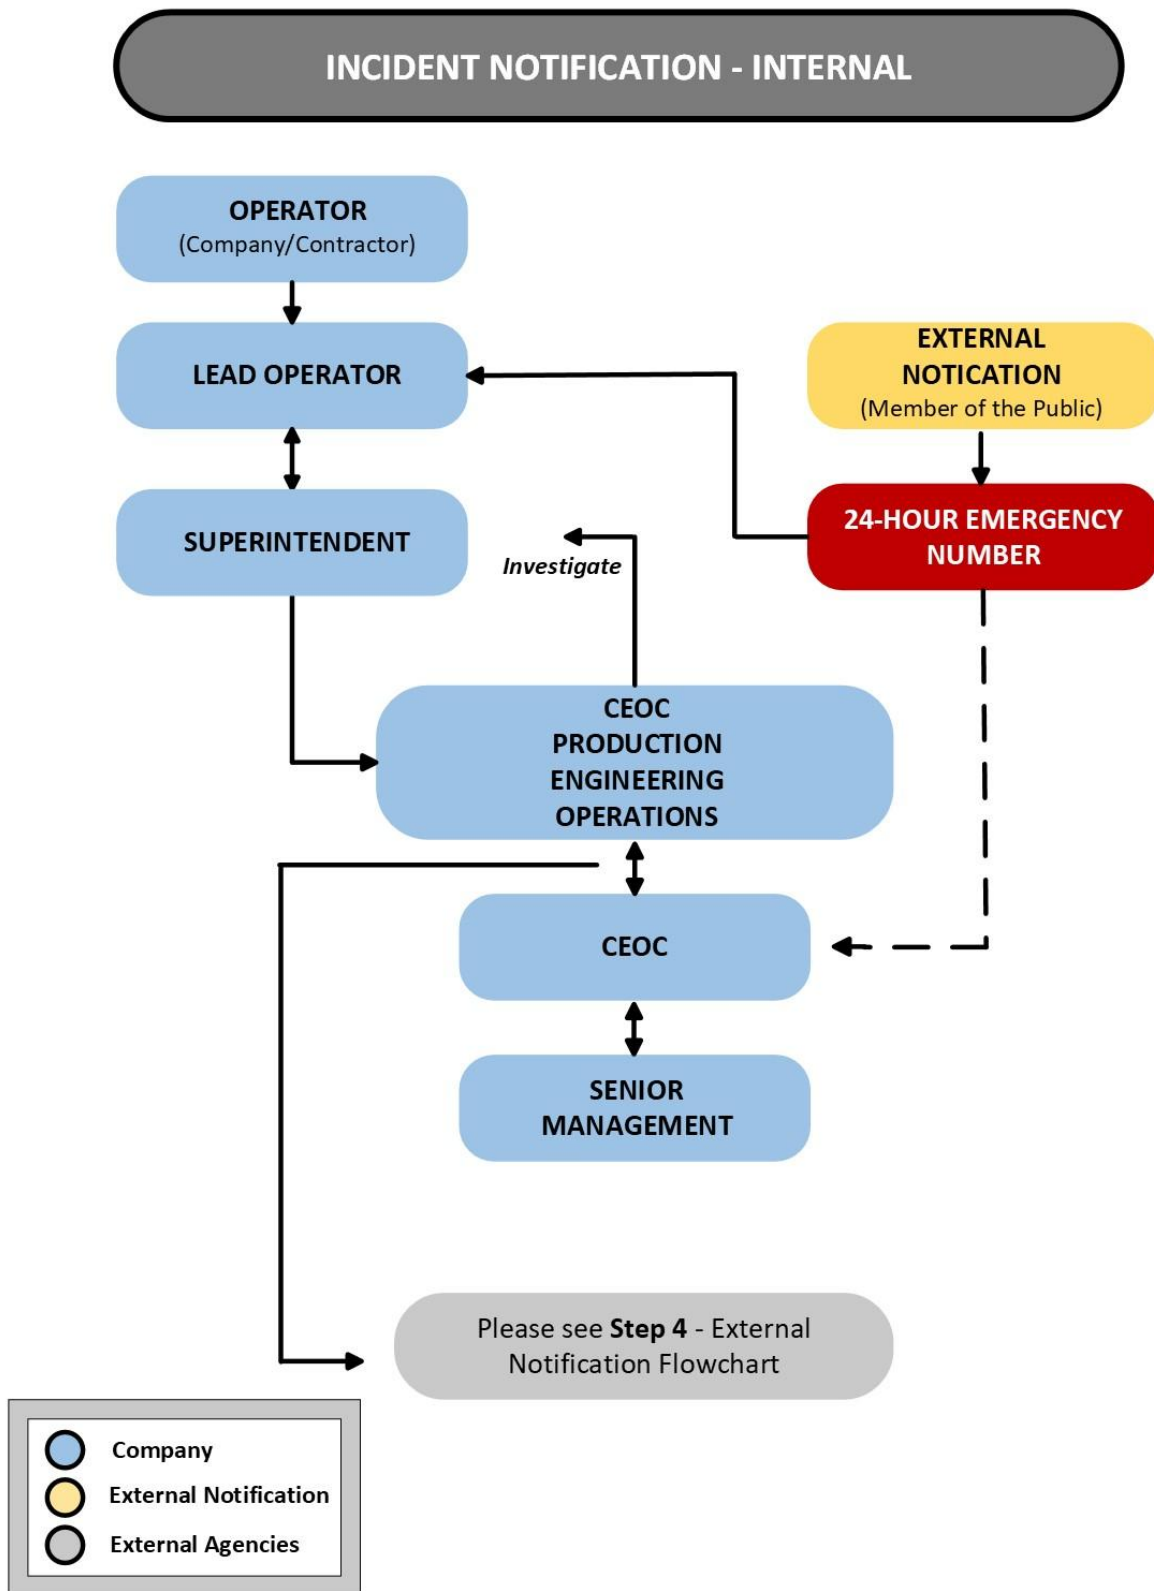 INCIDENT NOTIFICATION - INTERNAL
OPERATOR
(Company/Contractor)
LEAD OPERATOR
EXTERNAL
NOTICATION
(Member of the Public)
SUPERINTENDENT
24-HOUR EMERGENCY
NUMBER
Investigate
CEOC
PRODUCTION
ENGINEERING
OPERATIONS
CEOC
SENIOR
MANAGEMENT
Please see Step 4 - External
Notification Flowchart
Company
External Notification
External Agencies